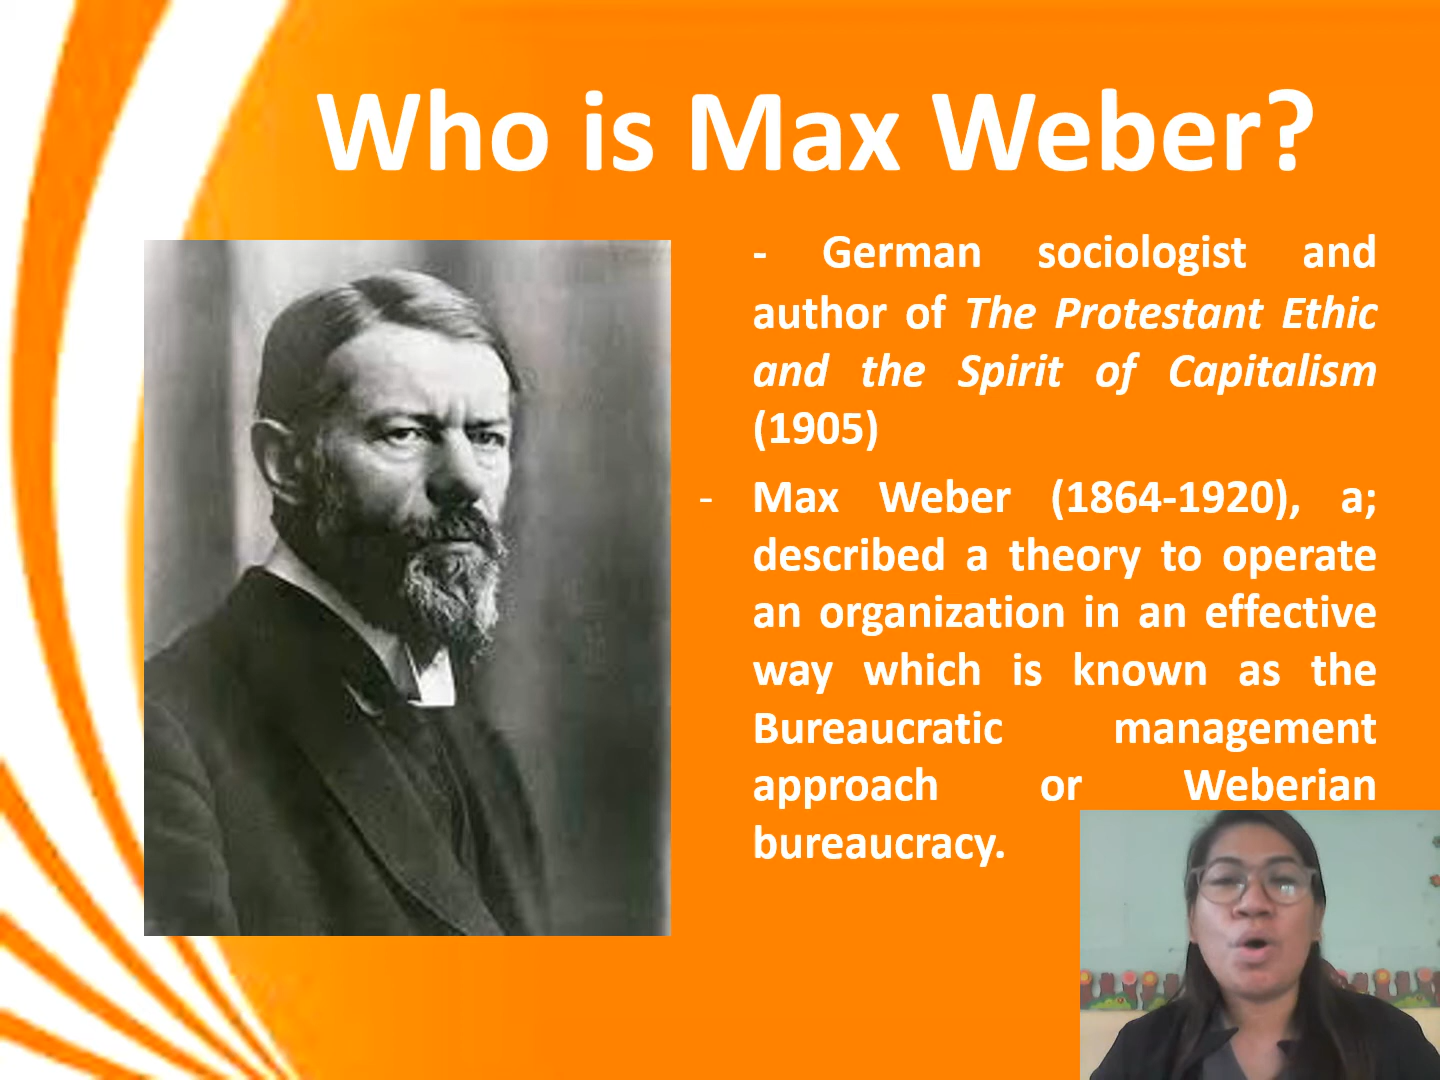 Who is Max Weber?
- German sociologist and
author of The Protestant Ethic
and the Spirit of Capitalism
(1905)
- Max Weber (1864-1920), a;
described a theory to operate
an organization in an effective
way which is known as the
Bureaucratic management
approach or Weberian
bureaucracy.